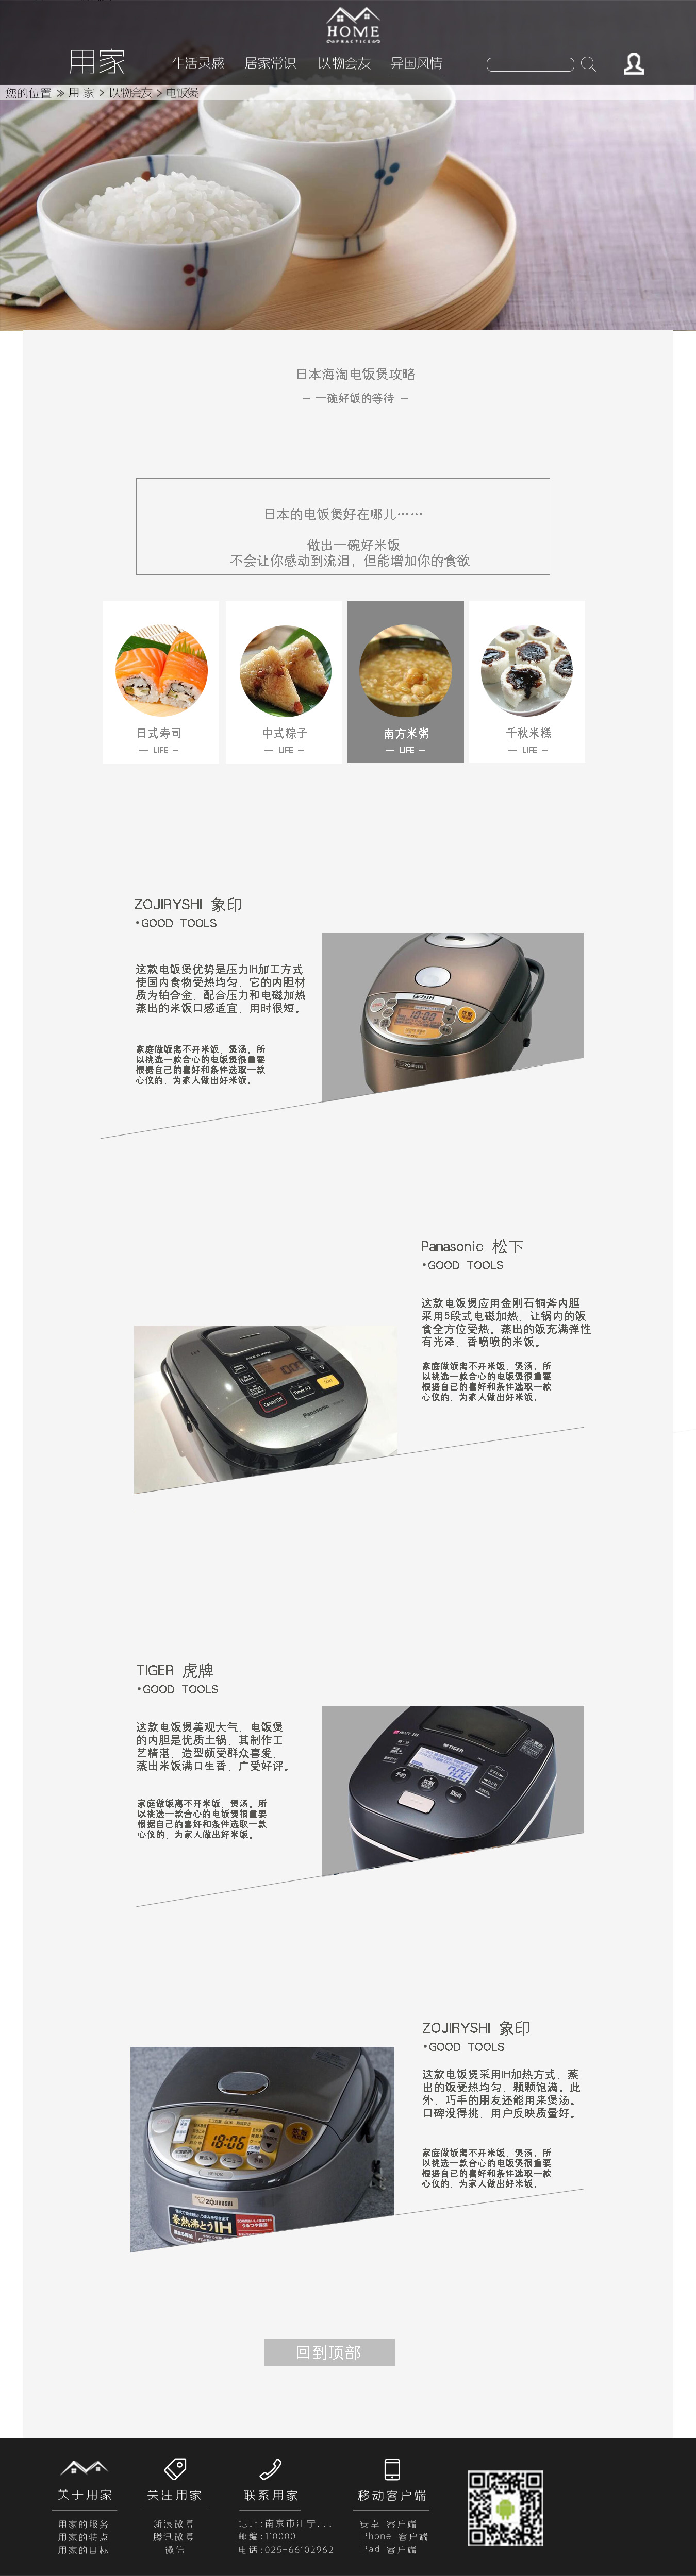 HOME
PRACTICE
用家
生活灵感 居家常识 以物会友 异国风情
您的位置 >> 用 家 > 以物会友 > 电饭煲
日本海淘电饭煲攻略
— 一碗好饭的等待 —
日本的电饭煲好在哪儿……
做出一碗好米饭
不会让你感动到流泪，但能增加你的食欲
日式寿司 中式粽子 南方米粥 千秋米糕
— LIFE — — LIFE — — LIFE — — LIFE —
ZOJIRYSHI 象印
•GOOD TOOLS
这款电饭煲优势是压力IH加工方式
使国内食物受热均匀，它的内胆材
质为铂合金，配合压力和电磁加热
蒸出的米饭口感适宜，用时很短。
家庭做饭离不开米饭，煲汤。所
以挑选一款合心的电饭煲很重要
根据自己的喜好和条件选取一款
心仪的，为家人做出好米饭。
压力IH
10:00
ZOJIRUSHI
Panasonic 松下
•GOOD TOOLS
这款电饭煲应用金刚石铜斧内胆
采用5段式电磁加热，让锅内的饭
食全方位受热。蒸出的饭充满弹性
有光泽，香喷喷的米饭。
家庭做饭离不开米饭，煲汤。所
以挑选一款合心的电饭煲很重要
根据自己的喜好和条件选取一款
心仪的，为家人做出好米饭。
Timer 1·2
Start
Cancel Off
Panasonic
TIGER 虎牌
•GOOD TOOLS
这款电饭煲美观大气，电饭煲
的内胆是优质土锅，其制作工
艺精湛，造型颇受群众喜爱，
蒸出米饭满口生香，广受好评。
家庭做饭离不开米饭，煲汤。所
以挑选一款合心的电饭煲很重要
根据自己的喜好和条件选取一款
心仪的，为家人做出好米饭。
TIGER
ZOJIRYSHI 象印
•GOOD TOOLS
这款电饭煲采用IH加热方式，蒸
出的饭受热均匀，颗颗饱满。此
外，巧手的朋友还能用来煲汤。
口碑没得挑，用户反映质量好。
家庭做饭离不开米饭，煲汤。所
以挑选一款合心的电饭煲很重要
根据自己的喜好和条件选取一款
心仪的，为家人做出好米饭。
IH
18:06
ZOJIRUSHI
豪熱沸とうIH
回到顶部
关于用家 关注用家 联系用家 移动客户端
用家的服务 新浪微博 地址:南京市江宁... 安卓 客户端
用家的特点 腾讯微博 邮编:110000 iPhone 客户端
用家的目标 微信 电话:025-66102962 iPad 客户端